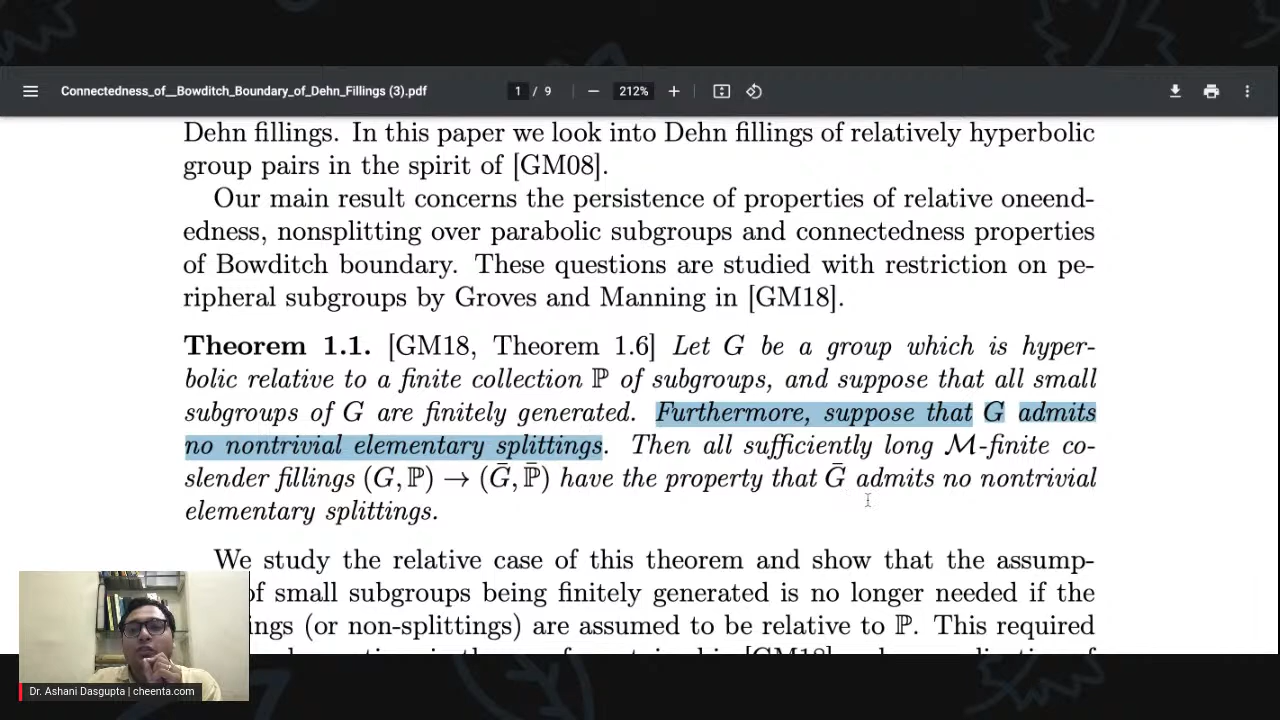 Connectedness_of__Bowditch_Boundary_of_Dehn_Fillings (3).pdf
1 / 9
212%
Dehn fillings. In this paper we look into Dehn fillings of relatively hyperbolic
group pairs in the spirit of [GM08].
Our main result concerns the persistence of properties of relative oneend-
edness, nonsplitting over parabolic subgroups and connectedness properties
of Bowditch boundary. These questions are studied with restriction on pe-
ripheral subgroups by Groves and Manning in [GM18].
Theorem 1.1. [GM18, Theorem 1.6] Let G be a group which is hyper-
bolic relative to a finite collection ℙ of subgroups, and suppose that all small
subgroups of G are finitely generated. Furthermore, suppose that G admits
no nontrivial elementary splittings. Then all sufficiently long ℳ-finite co-
slender fillings (G, ℙ) → (Ḡ, ℙ̄) have the property that Ḡ admits no nontrivial
elementary splittings.
We study the relative case of this theorem and show that the assump-
of small subgroups being finitely generated is no longer needed if the
ings (or non-splittings) are assumed to be relative to ℙ. This required
Dr. Ashani Dasgupta | cheenta.com